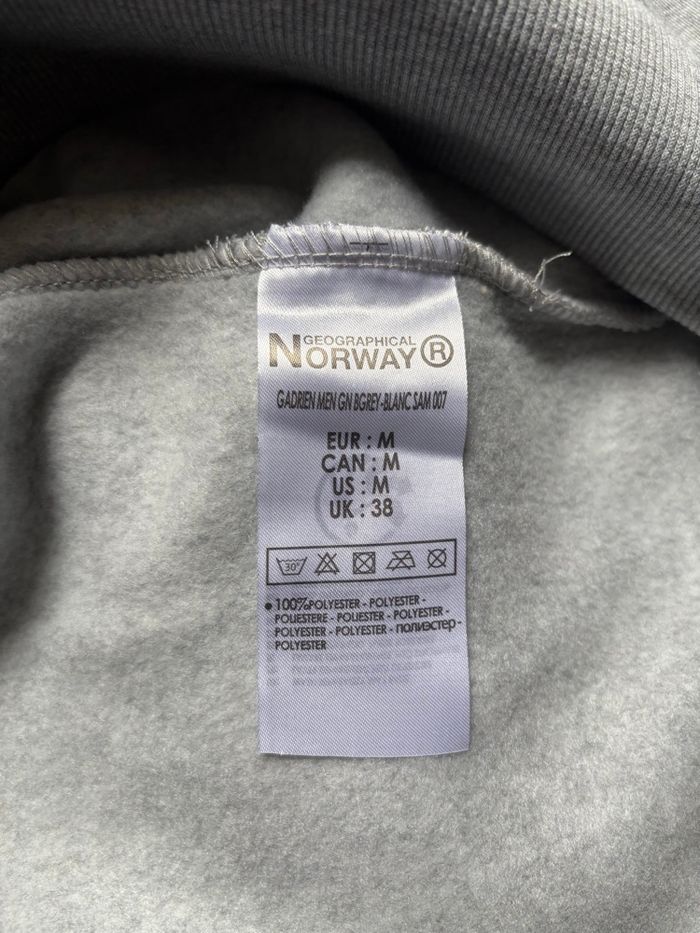 GEOGRAPHICAL
NORWAY®
GADRIEN MEN GN BGREY-BLANC SAM 007
EUR : M
CAN : M
US : M
UK : 38
30°
• 100%POLYESTER - POLYESTER -
POLIESTERE - POLIESTER - POLYESTER -
POLYESTER - POLYESTER - полиэстер -
POLYESTER